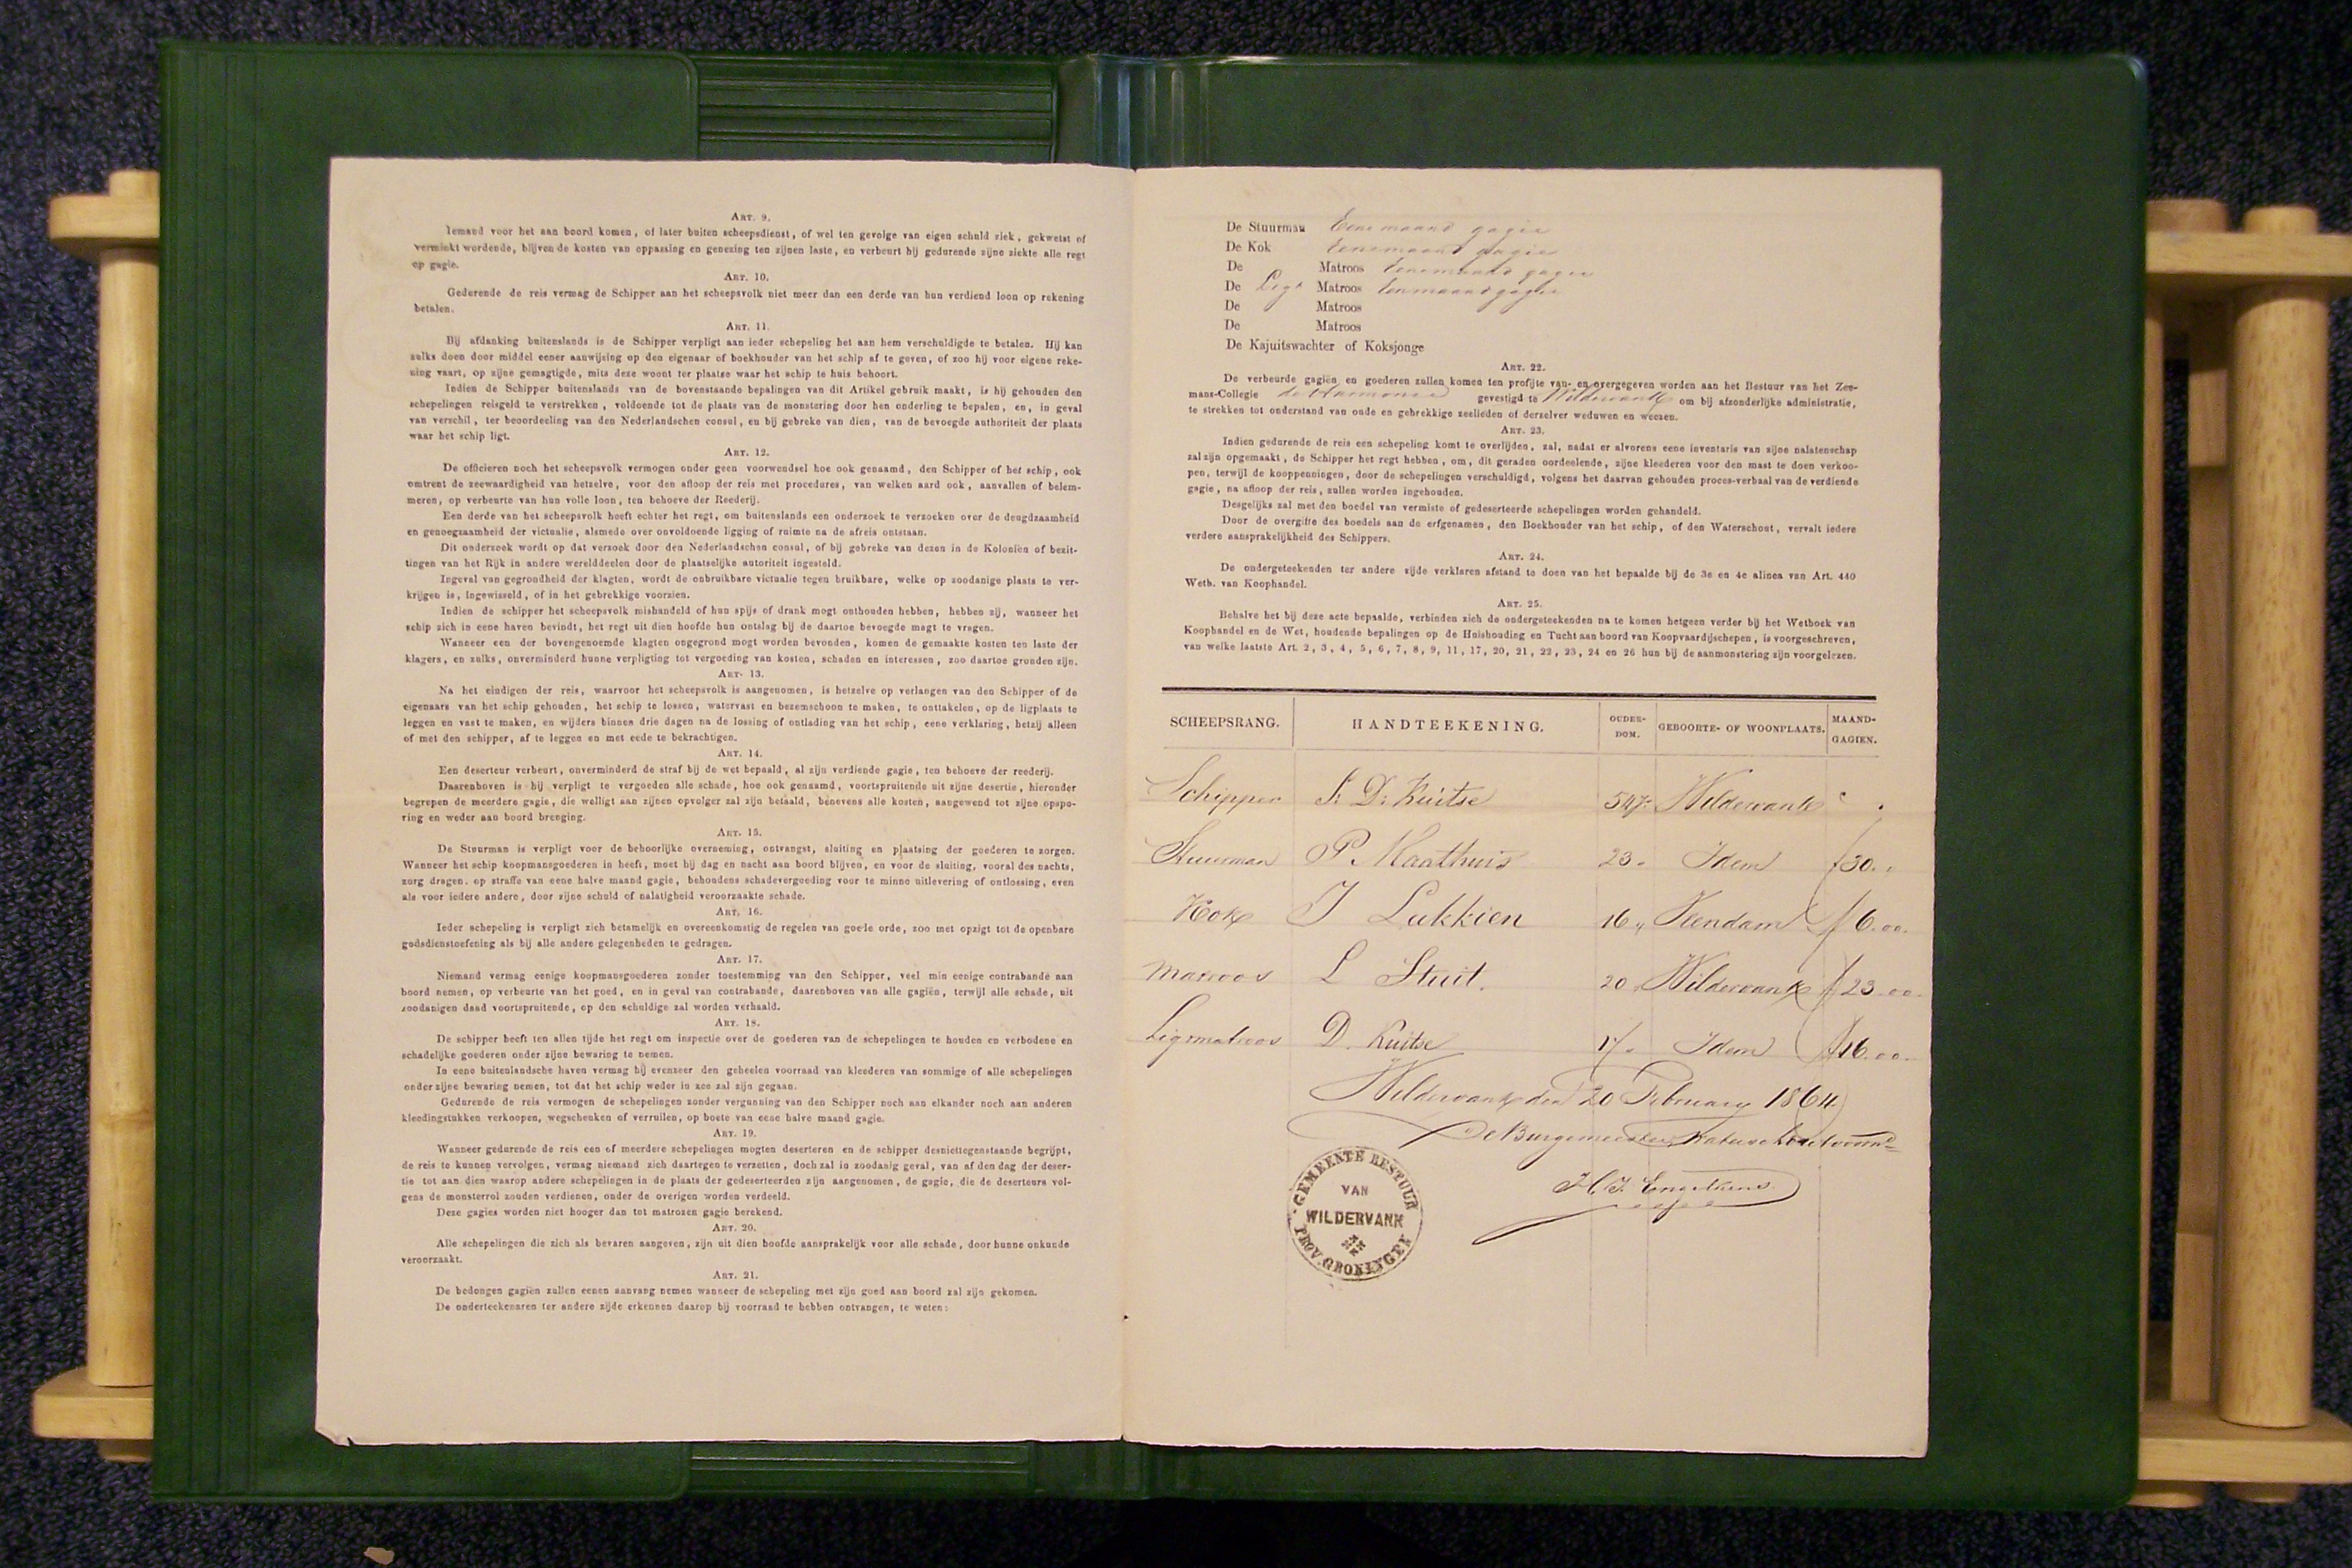 ART. 9.
Iemand voor het aan boord komen, of later buiten scheepsdienst, of wel ten gevolge van eigen schuld ziek, gekwetst of
verminkt wordende, blijven de kosten van oppassing en genezing ten zijnen laste, en verbeurt hij gedurende zijne ziekte alle regt
op gagie.
ART. 10.
Gederende de reis vermag de Schipper aan het scheepsvolk niet meer dan een derde van hun verdiend loon op rekening
betalen.
ART. 11.
Bij afdanking buitenslands is de Schipper verpligt aan ieder schepeling het aan hem verschuldigde te betalen. Hij kan
zulks doen door middel eener aanwijzing op den eigenaar of boekhouder van het schip af te geven, of zoo hij voor eigene reke-
ning vaart, op zijne gemagtigde, mits deze woont ter plaatse waar het schip te huis behoort.
Indien de Schipper buitenslands van de bovenstaande bepalingen van dit Artikel gebruik maakt, is hij gehouden den
schepelingen reisgeld te verstrekken, voldoende tot de plaats van de monstering door hen onderling te bepalen, en, in geval
van verschil, ter beoordeeling van den Nederlandschen consul, en bij gebreke van dien, van de bevoegde authoriteit der plaats
waar het schip ligt.
ART. 12.
De officieren noch het scheepsvolk vermogen onder geen voorwendsel hoe ook genaamd, den Schipper of het schip, ook
omtrent de zeewaardigheid van hetzelve, voor den afloop der reis met procedures, van welken aard ook, aanvallen of belem-
meren, op verbeurte van hun volle loon, ten behoeve der Reederij.
Een derde van het scheepsvolk heeft echter het regt, om buitenslands een onderzoek te verzoeken over de deugdzaamheid
en genoegzaamheid der victualie, alsmede over onvoldoende ligging of ruimte na de afreis ontstaan.
Dit onderzoek wordt op dat verzoek door den Nederlandschen consul, of bij gebreke van dezen in de Koloniën of bezit-
tingen van het Rijk in andere werelddeelen door de plaatselijke autoriteit ingesteld.
Ingeval van gegrondheid der klagten, wordt de onbruikbare victualie tegen bruikbare, welke op zoodanige plaats te ver-
krijgen is, ingewisseld, of in het gebrekkige voorzien.
Indien de schipper het scheepsvolk mishandeld of hun spijs of drank mogt onthouden hebben, hebben zij, wanneer het
schip zich in eene haven bevindt, het regt uit dien hoofde hun ontslag bij de daartoe bevoegde magt te vragen.
Wanneer een der bovengenoemde klagten ongegrond mogt worden bevonden, komen de gemaakte kosten ten laste der
klagers, en zulks, onverminderd hunne verpligting tot vergoeding van kosten, schaden en interessen, zoo daartoe gronden zijn.
ART. 13.
Na het eindigen der reis, waarvoor het scheepsvolk is aangenomen, is hetzelve op verlangen van den Schipper of de
eigenaars van het schip gehouden, het schip te lossen, watervast en bezemschoon te maken, te onttakelen, op de ligplaats te
leggen en vast te maken, en wijders binnen drie dagen na de lossing of ontlading van het schip, eene verklaring, hetzij alleen
of met den schipper, af te leggen en met eede te bekrachtigen.
ART. 14.
Een deserteur verbeurt, onverminderd de straf bij de wet bepaald, al zijn verdiende gagie, ten behoeve der reederij.
Daarenboven is hij verpligt te vergoeden alle schade, hoe ook genaamd, voortspruitende uit zijne desertie, hieronder
begrepen de meerdere gagie, die welligt aan zijnen opvolger zal zijn betaald, benevens alle kosten, aangewend tot zijne opspo-
ring en weder aan boord brenging.
ART. 15.
De Stuurman is verpligt voor de behoorlijke overneming, ontvangst, sluiting en plaatsing der goederen te zorgen.
Wanneer het schip koopmansgoederen in heeft, moet hij dag en nacht aan boord blijven, en voor de sluiting, vooral des nachts,
zorg dragen. op straffe van eene halve maand gagie, behoudens schadevergoeding voor te minne uitlevering of ontlossing, even
als voor iedere andere, door zijne schuld of nalatigheid veroorzaakte schade.
ART. 16.
Ieder schepeling is verpligt zich betamelijk en overeenkomstig de regelen van goede orde, zoo met opzigt tot de openbare
godsdienstoefening als bij alle andere gelegenheden te gedragen.
ART. 17.
Niemand vermag eenige koopmansgoederen zonder toestemming van den Schipper, veel min eenige contrabande aan
boord nemen, op verbeurte van het goed, en in geval van contrabande, daarenboven van alle gagiën, terwijl alle schade, uit
zoodanigen daad voortspruitende, op den schuldige zal worden verhaald.
ART. 18.
De schipper heeft ten allen tijde het regt om inspectie over de goederen van de schepelingen te houden en verbodene en
schadelijke goederen onder zijne bewaring te nemen.
In eene buitenlandsche haven vermag hij evenzeer den geheelen voorraad van kleederen van sommige of alle schepelingen
onder zijne bewaring nemen, tot dat het schip weder in zee zal zijn gegaan.
Gedurende de reis vermogen de schepelingen zonder vergunning van den Schipper noch aan elkander noch aan anderen
kleedingstukken verkoopen, wegschenken of verruilen, op boete van eene halve maand gagie.
ART. 19.
Wanneer gedurende de reis een of meerdere schepelingen mogten deserteren en de schipper desniettegenstaande begrijpt,
de reis te kunnen vervolgen, vermag niemand zich daartegen te verzetten, doch zal in zoodanig geval, van af den dag der deser-
tie tot aan dien waarop andere schepelingen in de plaats der gedeserteerden zijn aangenomen, de gagie, die de deserteurs vol-
gens de monsterrol zouden verdienen, onder de overigen worden verdeeld.
Deze gagies worden niet hooger dan tot matrozen gagie berekend.
ART. 20.
Alle schepelingen die zich als bevaren aangeven, zijn uit dien hoofde aansprakelijk voor alle schade, door hunne onkunde
veroorzaakt.
ART. 21.
De bedongen gagiën zullen eenen aanvang nemen wanneer de schepeling met zijn goed aan boord zal zijn gekomen.
De onderteekenaren ter andere zijde erkennen daarop bij voorraad te hebben ontvangen, te weten:
De Stuurman Eene maand gagie
De Kok Eene maand gagie
De Matroos Eene maand gagie
De Ligt Matroos Een maand gagie
De Matroos
De Matroos
De Kajuitswachter of Koksjonge
ART. 22.
De verbeurde gagiën en goederen zullen komen ten profijte van- en overgegeven worden aan het Bestuur van het Zee-
mans-Collegie de Harmonie gevestigd te Wildervank om bij afzonderlijke administratie,
te strekken tot onderstand van oude en gebrekkige zeelieden of derzelver weduwen en weezen.
ART. 23.
Indien gedurende de reis een schepeling komt te overlijden, zal, nadat er alvorens eene inventaris van zijne nalatenschap
zal zijn opgemaakt, de Schipper het regt hebben, om, dit geraden oordeelende, zijne kleederen voor den mast te doen verkoo-
pen, terwijl de kooppenningen, door de schepelingen verschuldigd, volgens het daarvan gehouden proces-verbaal van de verdiende
gagie, na afloop der reis, zullen worden ingehouden.
Desgelijks zal met den boedel van vermiste of gedeserteerde schepelingen worden gehandeld.
Door de overgifte des boedels aan de erfgenamen, den Boekhouder van het schip, of den Waterschout, vervalt iedere
verdere aansprakelijkheid des Schippers.
ART. 24.
De ondergeteekenden ter andere zijde verklaren afstand te doen van het bepaalde bij de 3e en 4e alinea van Art. 440
Wetb. van Koophandel.
ART. 25.
Behalve het bij deze acte bepaalde, verbinden zich de ondergeteekenden na te komen hetgeen verder bij het Wetboek van
Koophandel en de Wet, houdende bepalingen op de Huishouding en Tucht aan boord van Koopvaardijschepen, is voorgeschreven,
van welke laatste Art. 2, 3, 4, 5, 6, 7, 8, 9, 11, 17, 20, 21, 22, 23, 24 en 26 hun bij de aanmonstering zijn voorgelezen.
SCHEEPSRANG. HANDTEEKENING. OUDER-DOM. GEBOORTE- OF WOONPLAATS. MAAND-GAGIEN.
Schipper D. Kuitse Wildervank
Stuurman P Maathuis 23. Idem f 30.
Kok J Lukkien 16 Veendam f 6.00.
Matroos L Stuit. 20 Wildervank f 23.00.
Ligmatroos D. Kuitse 17. Idem f 16.00.
Wildervank den 20 February 1864
De Burgemeester
H. J. Engelkens
GEMEENTE BESTUUR
VAN
WILDERVANK
PROV. GRONINGEN